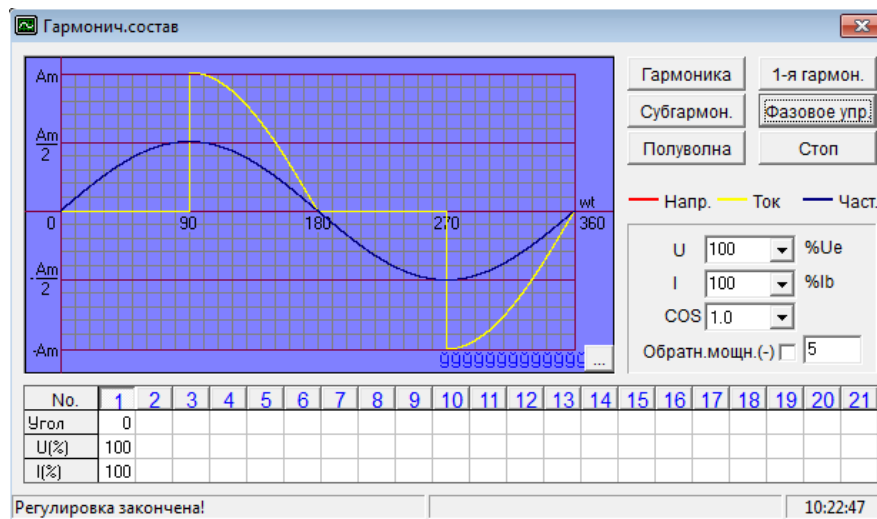 Гармонич.состав
Am
Am
2
0
90
180
270
wt
360
-Am
2
-Am
ggggggggggggg
...
Гармоника
1-я гармон.
Субгармон.
Фазовое упр.
Полуволна
Стоп
Напр.
Ток
Част.
U 100 %Ue
I 100 %Ib
COS 1.0
Обратн.мощн.(-) 5
No. 1 2 3 4 5 6 7 8 9 10 11 12 13 14 15 16 17 18 19 20 21
Угол 0
U(%) 100
I(%) 100
Регулировка закончена!
10:22:47